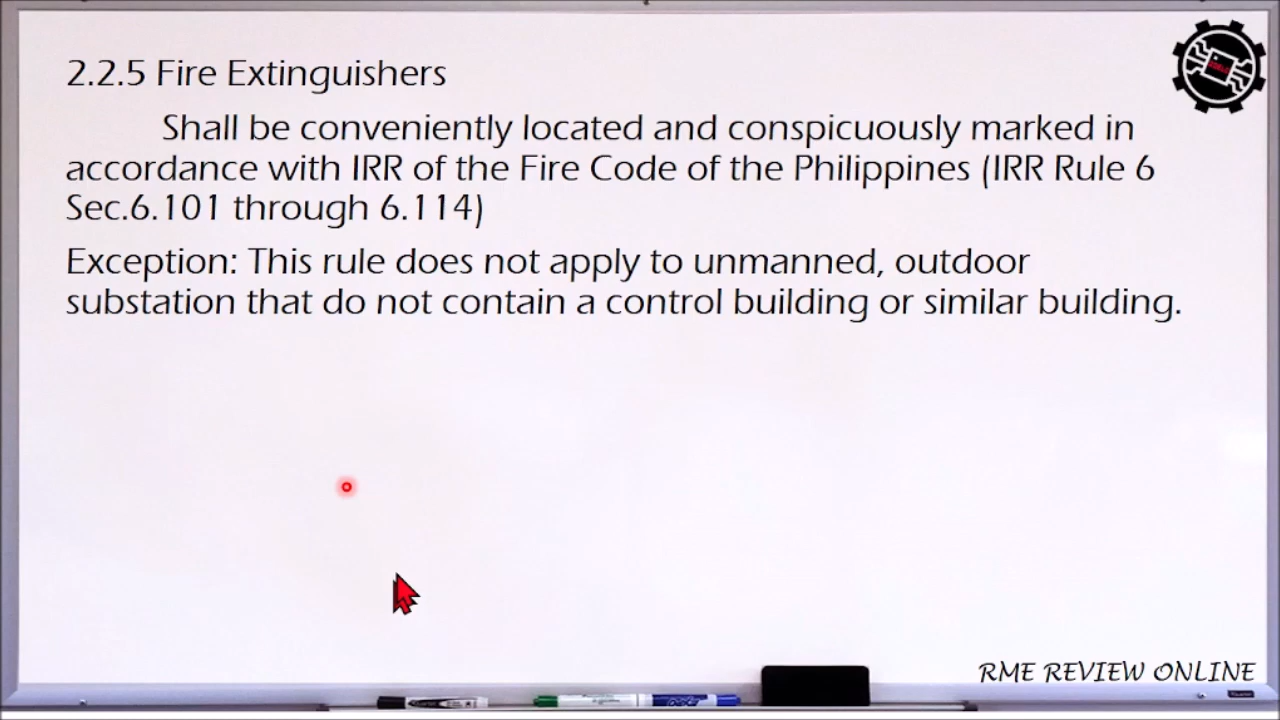 2.2.5 Fire Extinguishers
Shall be conveniently located and conspicuously marked in
accordance with IRR of the Fire Code of the Philippines (IRR Rule 6
Sec.6.101 through 6.114)
Exception: This rule does not apply to unmanned, outdoor
substation that do not contain a control building or similar building.
RME REVIEW ONLINE